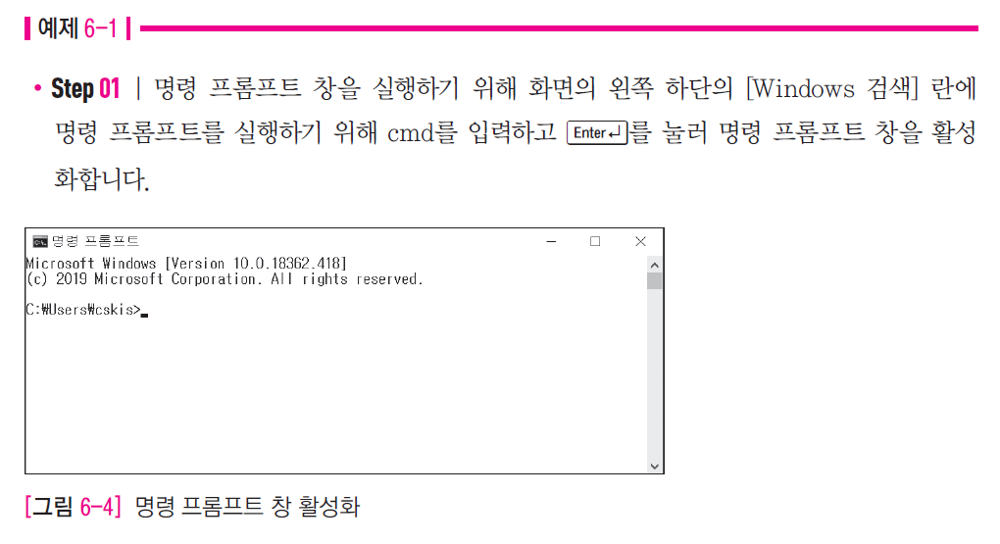 예제 6-1
• Step 01 | 명령 프롬프트 창을 실행하기 위해 화면의 왼쪽 하단의 [Windows 검색] 란에
명령 프롬프트를 실행하기 위해 cmd를 입력하고 Enter↵를 눌러 명령 프롬프트 창을 활성
화합니다.
명령 프롬프트
Microsoft Windows [Version 10.0.18362.418]
(c) 2019 Microsoft Corporation. All rights reserved.
C:₩Users₩cskis>
[그림 6-4] 명령 프롬프트 창 활성화